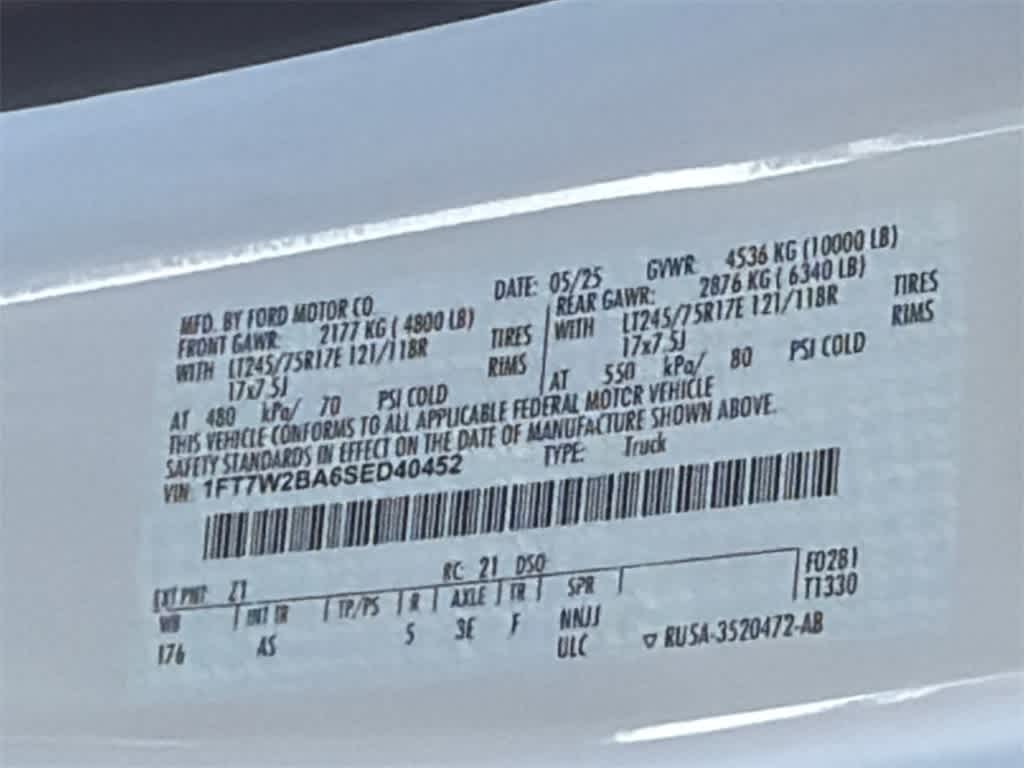 MFD. BY FORD MOTOR CO.
DATE: 05/25 GVWR: 4536 KG (10000 LB)
FRONT GAWR: 2177 KG ( 4800 LB)
REAR GAWR: 2876 KG ( 6340 LB)
WITH LT245/75R17E 121/118R TIRES
WITH LT245/75R17E 121/118R TIRES
17x7.5J RIMS
17x7.5J RIMS
AT 480 kPa/ 70 PSI COLD
AT 550 kPa/ 80 PSI COLD
THIS VEHICLE CONFORMS TO ALL APPLICABLE FEDERAL MOTOR VEHICLE
SAFETY STANDARDS IN EFFECT ON THE DATE OF MANUFACTURE SHOWN ABOVE.
VIN: 1FT7W2BA6SED40452 TYPE: Truck
EXT PNT: Z1 RC: 21 DSO:
WB INT TR TP/PS R AXLE TR SPR
176 AS 5 3E F NNJJ
ULC
F0281
T1330
▽ RU5A-3520472-AB